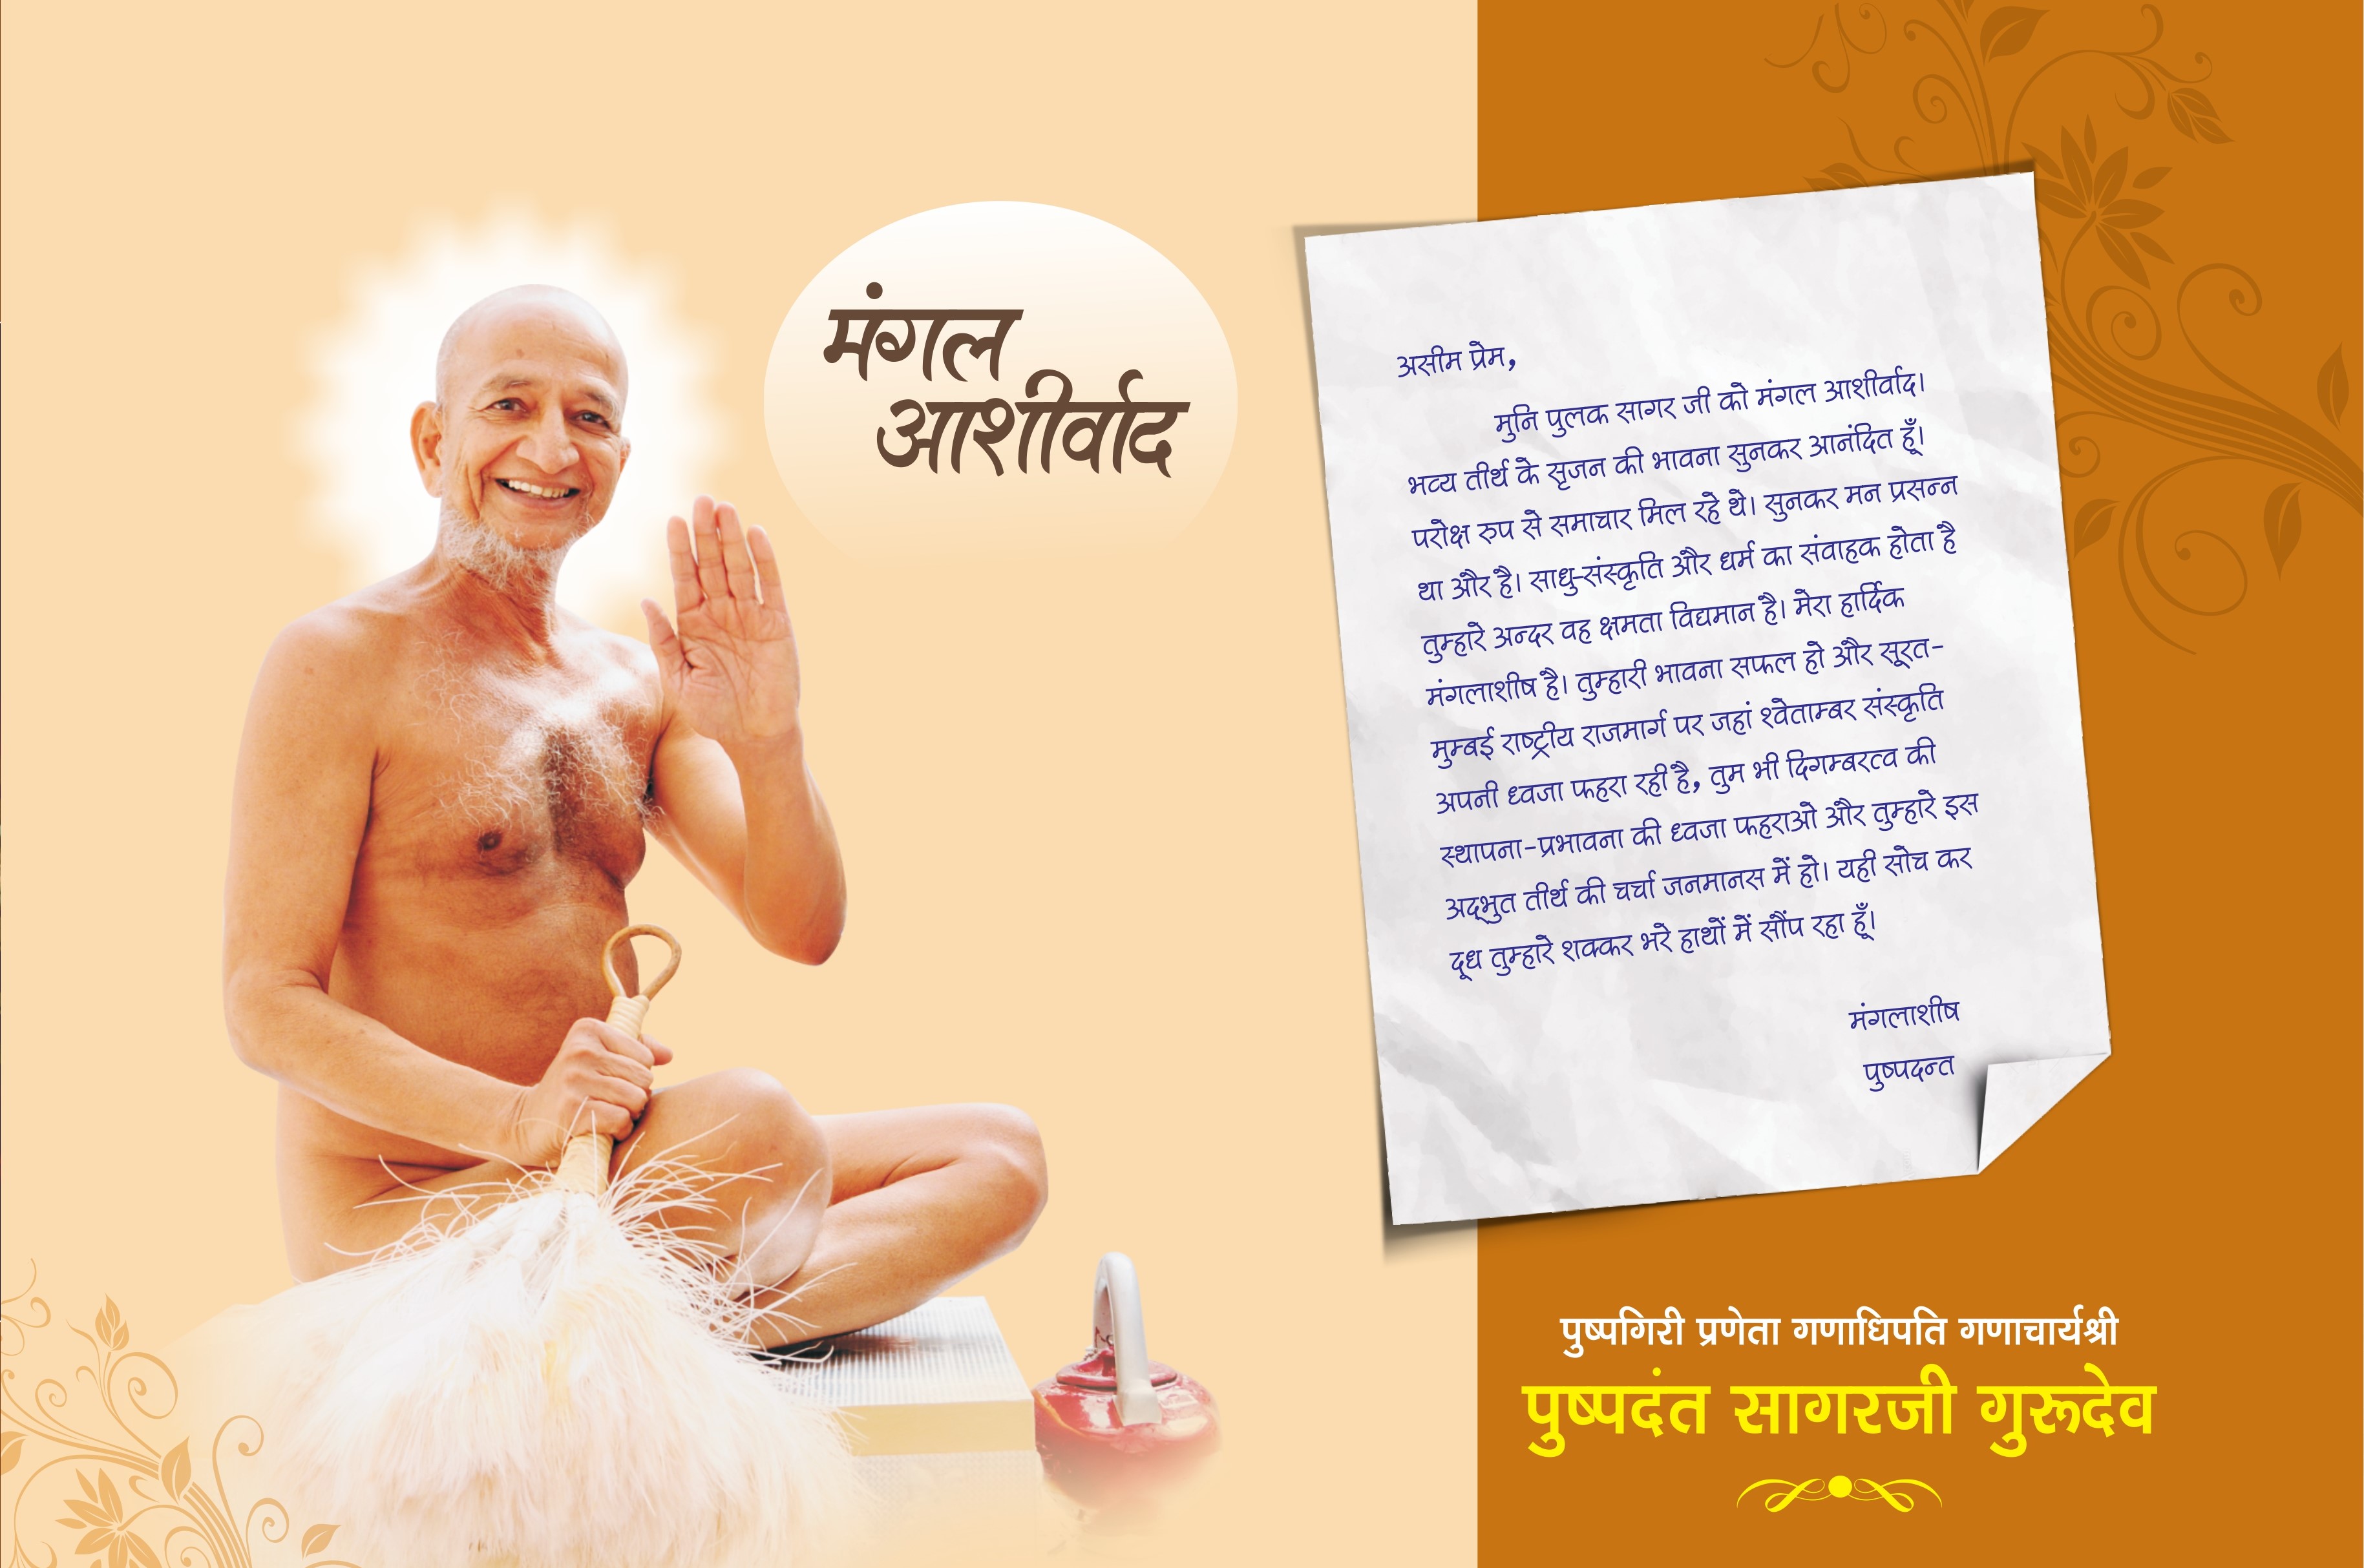 मंगल
आशीर्वाद
असीम प्रेम,
मुनि पुलक सागर जी को मंगल आशीर्वाद।
भव्य तीर्थ के सृजन की भावना सुनकर आनंदित हूँ।
परोक्ष रुप से समाचार मिल रहे थे। सुनकर मन प्रसन्न
था और है। साधु-संस्कृति और धर्म का संवाहक होता है
तुम्हारे अन्दर वह क्षमता विद्यमान है। मेरा हार्दिक
मंगलाशीष है। तुम्हारी भावना सफल हो और सूरत-
मुम्बई राष्ट्रीय राजमार्ग पर जहां श्वेताम्बर संस्कृति
अपनी ध्वजा फहरा रही है, तुम भी दिगम्बरत्व की
स्थापना-प्रभावना की ध्वजा फहराओ और तुम्हारे इस
अद्भुत तीर्थ की चर्चा जनमानस में हो। यही सोच कर
दूध तुम्हारे शक्कर भरे हाथों में सौंप रहा हूँ।
मंगलाशीष
पुष्पदन्त
पुष्पगिरी प्रणेता गणाधिपति गणाचार्यश्री
पुष्पदंत सागरजी गुरूदेव